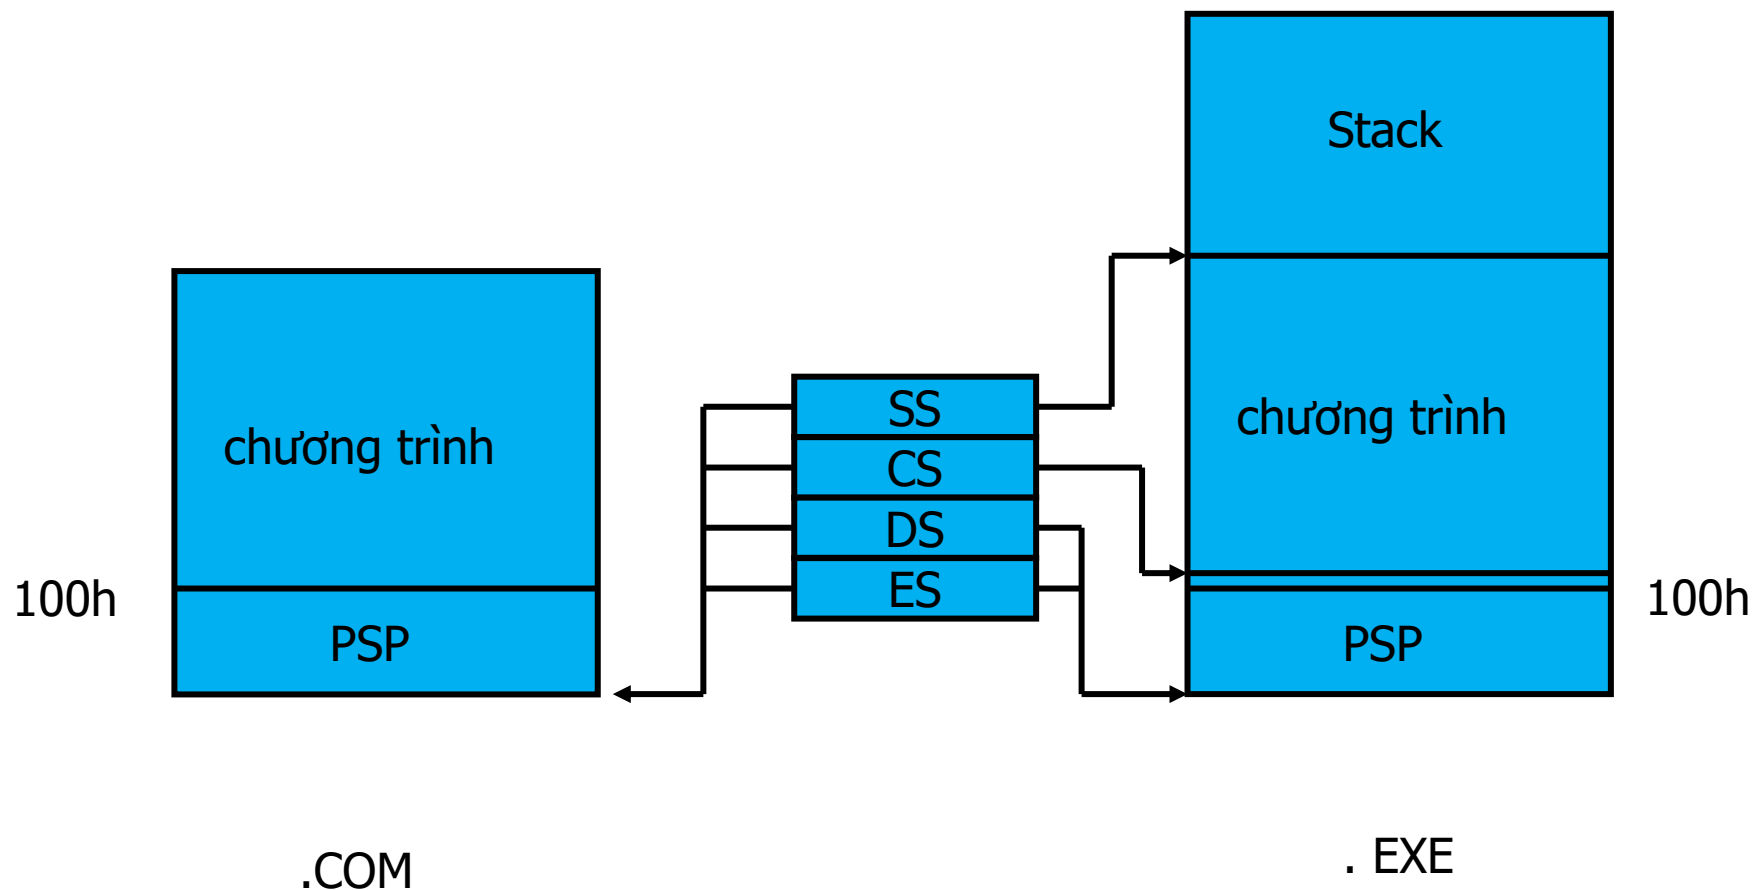 Stack
SS
chương trình
chương trình
CS
DS
ES
100h
100h
PSP
PSP
.COM
. EXE